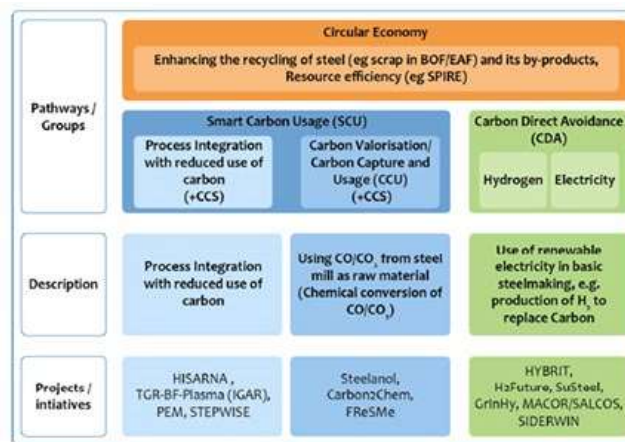 Circular Economy
Enhancing the recycling of steel (eg scrap in BOF/EAF) and its by-products,
Resource efficiency (eg SPIRE)
Pathways /
Groups
Smart Carbon Usage (SCU)
Process Integration
with reduced use of
carbon
(+CCS)
Carbon Valorisation/
Carbon Capture and
Usage (CCU)
(+CCS)
Carbon Direct Avoidance
(CDA)
Hydrogen
Electricity
Description
Process Integration
with reduced use of
carbon
Using CO/CO₂ from steel
mill as raw material
(Chemical conversion of
CO/CO₂)
Use of renewable
electricity in basic
steelmaking, e.g.
production of H₂ to
replace Carbon
Projects /
intiatives
HISARNA ,
TGR-BF-Plasma (IGAR),
PEM, STEPWISE
Steelanol,
Carbon2Chem,
FReSMe
HYBRIT,
H2Future, SuSteel,
GrInHy, MACOR/SALCOS,
SIDERWIN